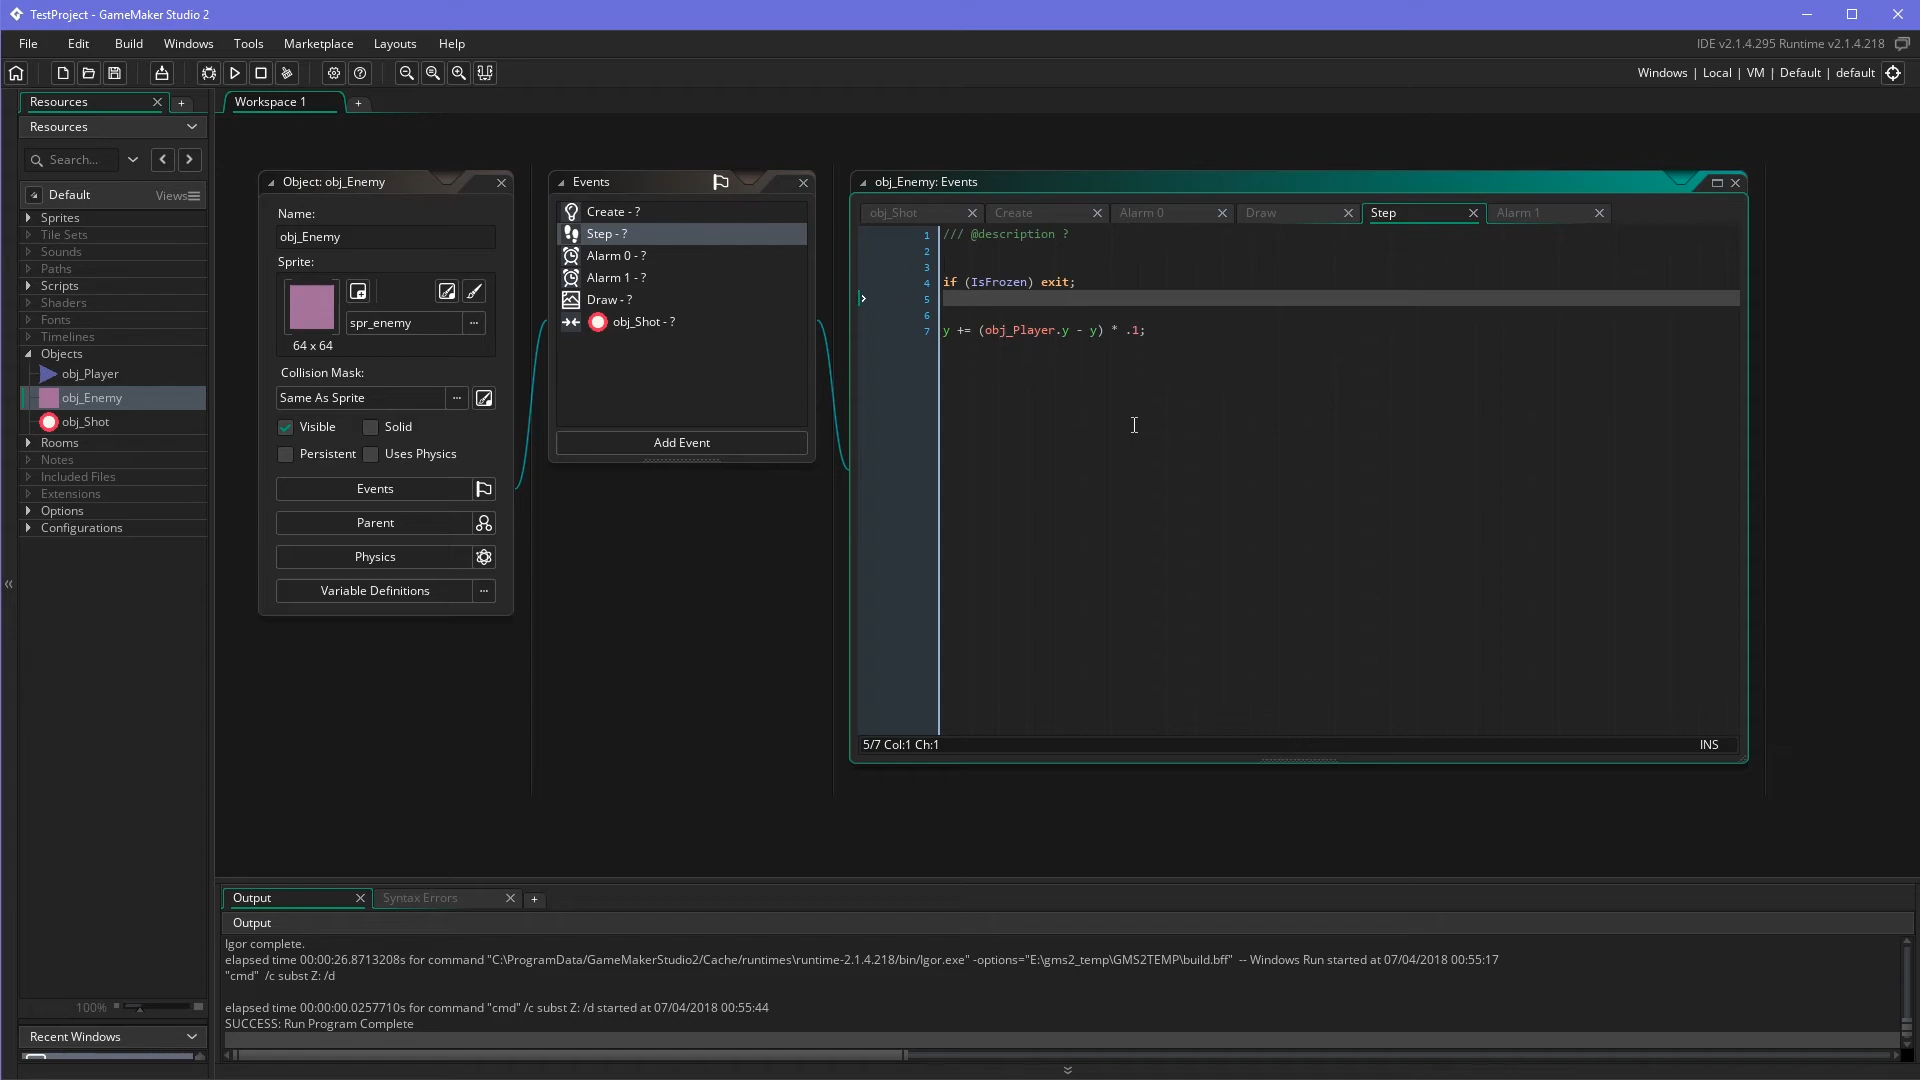 TestProject - GameMaker Studio 2
File Edit Build Windows Tools Marketplace Layouts Help
IDE v2.1.4.295 Runtime v2.1.4.218
Windows | Local | VM | Default | default
Resources
Workspace 1
Resources
Search...
Default Views
Sprites
Tile Sets
Sounds
Paths
Scripts
Shaders
Fonts
Timelines
Objects
obj_Player
obj_Enemy
obj_Shot
Rooms
Notes
Included Files
Extensions
Options
Configurations
100%
Recent Windows
Object: obj_Enemy
Name:
obj_Enemy
Sprite:
spr_enemy
64 x 64
Collision Mask:
Same As Sprite
Visible Solid
Persistent Uses Physics
Events
Parent
Physics
Variable Definitions
Events
Create - ?
Step - ?
Alarm 0 - ?
Alarm 1 - ?
Draw - ?
obj_Shot - ?
Add Event
obj_Enemy: Events
obj_Shot Create Alarm 0 Draw Step Alarm 1
1 /// @description ?
2
3
4 if (IsFrozen) exit;
5
6
7 y += (obj_Player.y - y) * .1;
5/7 Col:1 Ch:1 INS
Output Syntax Errors
Output
Igor complete.
elapsed time 00:00:26.8713208s for command "C:\ProgramData/GameMakerStudio2/Cache/runtimes\runtime-2.1.4.218/bin/Igor.exe" -options="E:\gms2_temp\GMS2TEMP\build.bff" -- Windows Run started at 07/04/2018 00:55:17
"cmd" /c subst Z: /d
elapsed time 00:00:00.0257710s for command "cmd" /c subst Z: /d started at 07/04/2018 00:55:44
SUCCESS: Run Program Complete